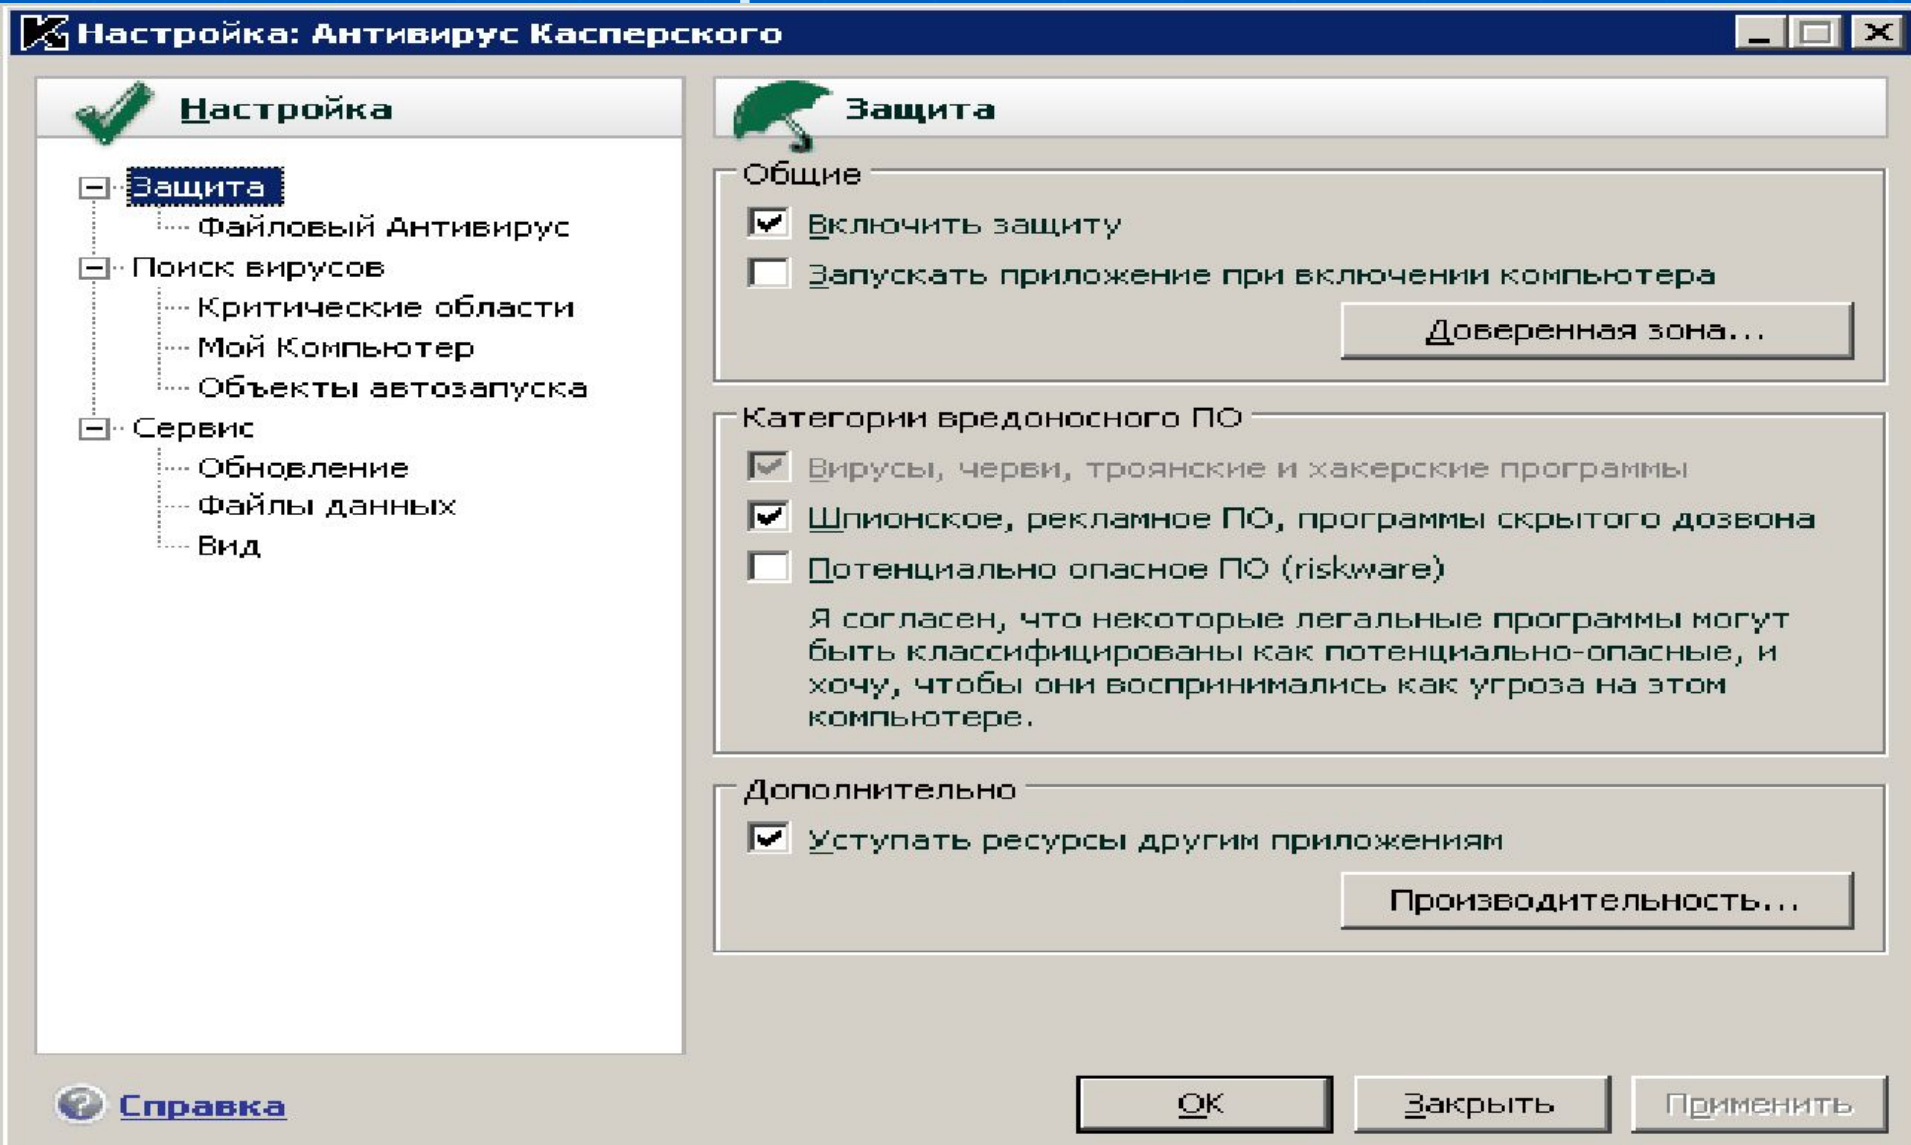 Настройка: Антивирус Касперского
Настройка
Защита
Файловый Антивирус
Поиск вирусов
Критические области
Мой Компьютер
Объекты автозапуска
Сервис
Обновление
Файлы данных
Вид
Защита
Общие
Включить защиту
Запускать приложение при включении компьютера
Доверенная зона...
Категории вредоносного ПО
Вирусы, черви, троянские и хакерские программы
Шпионское, рекламное ПО, программы скрытого дозвона
Потенциально опасное ПО (riskware)
Я согласен, что некоторые легальные программы могут
быть классифицированы как потенциально-опасные, и
хочу, чтобы они воспринимались как угроза на этом
компьютере.
Дополнительно
Уступать ресурсы другим приложениям
Производительность...
Справка
ОК
Закрыть
Применить